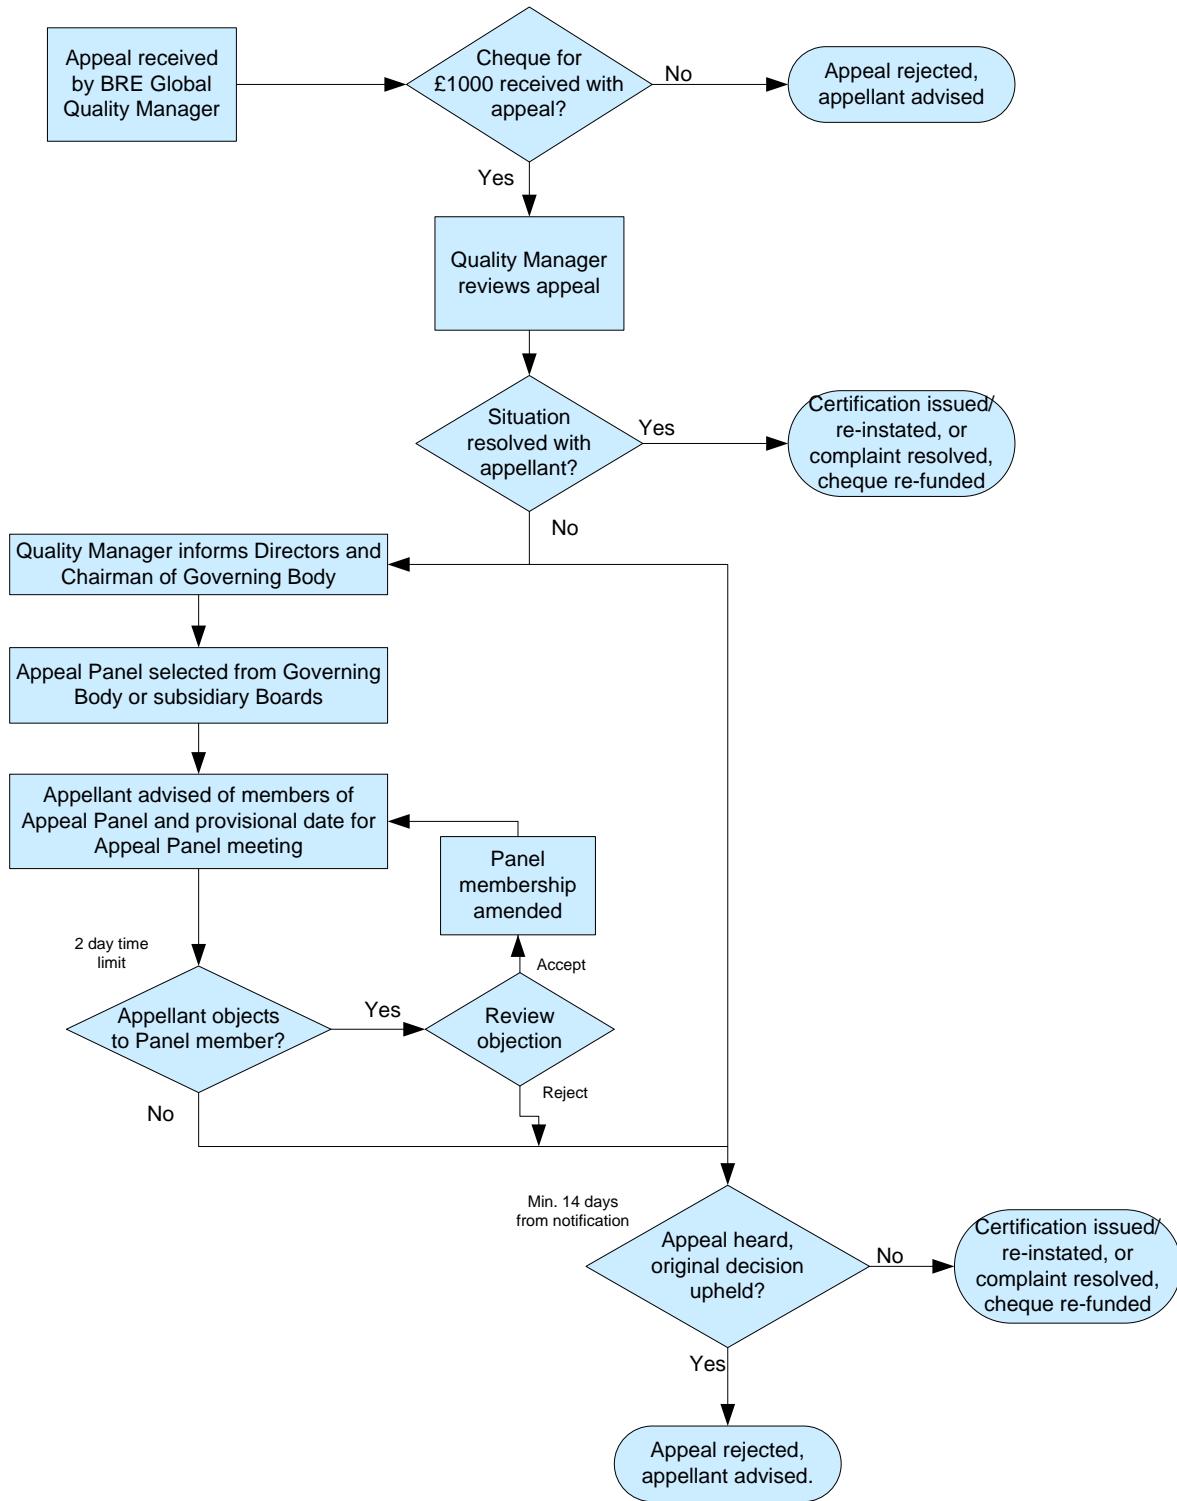 Appeal received
by BRE Global
Quality Manager
Cheque for
£1000 received with
appeal?
No
Appeal rejected,
appellant advised
Yes
Quality Manager
reviews appeal
Situation
resolved with
appellant?
Yes
Certification issued/
re-instated, or
complaint resolved,
cheque re-funded
No
Quality Manager informs Directors and
Chairman of Governing Body
Appeal Panel selected from Governing
Body or subsidiary Boards
Appellant advised of members of
Appeal Panel and provisional date for
Appeal Panel meeting
Panel
membership
amended
2 day time
limit
Accept
Appellant objects
to Panel member?
Yes
Review
objection
Reject
No
Min. 14 days
from notification
Appeal heard,
original decision
upheld?
No
Certification issued/
re-instated, or
complaint resolved,
cheque re-funded
Yes
Appeal rejected,
appellant advised.